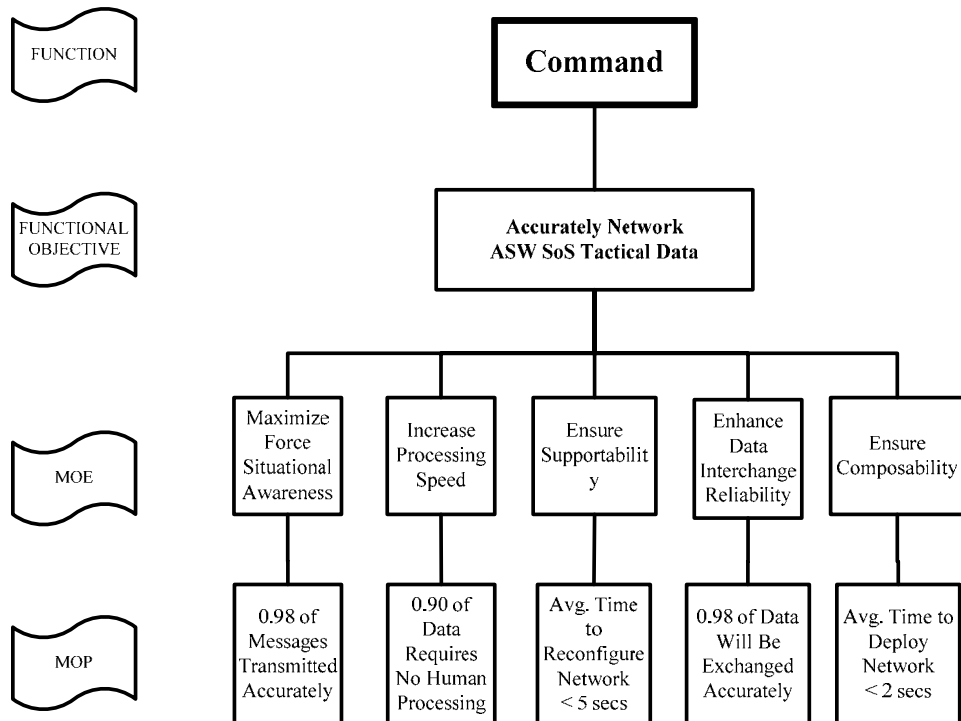 FUNCTION
Command
FUNCTIONAL
OBJECTIVE
Accurately Network
ASW SoS Tactical Data
MOE
Maximize
Force
Situational
Awareness
Increase
Processing
Speed
Ensure
Supportabilit
y
Enhance
Data
Interchange
Reliability
Ensure
Composability
MOP
0.98 of
Messages
Transmitted
Accurately
0.90 of
Data
Requires
No Human
Processing
Avg. Time
to
Reconfigure
Network
< 5 secs
0.98 of Data
Will Be
Exchanged
Accurately
Avg. Time to
Deploy
Network
< 2 secs